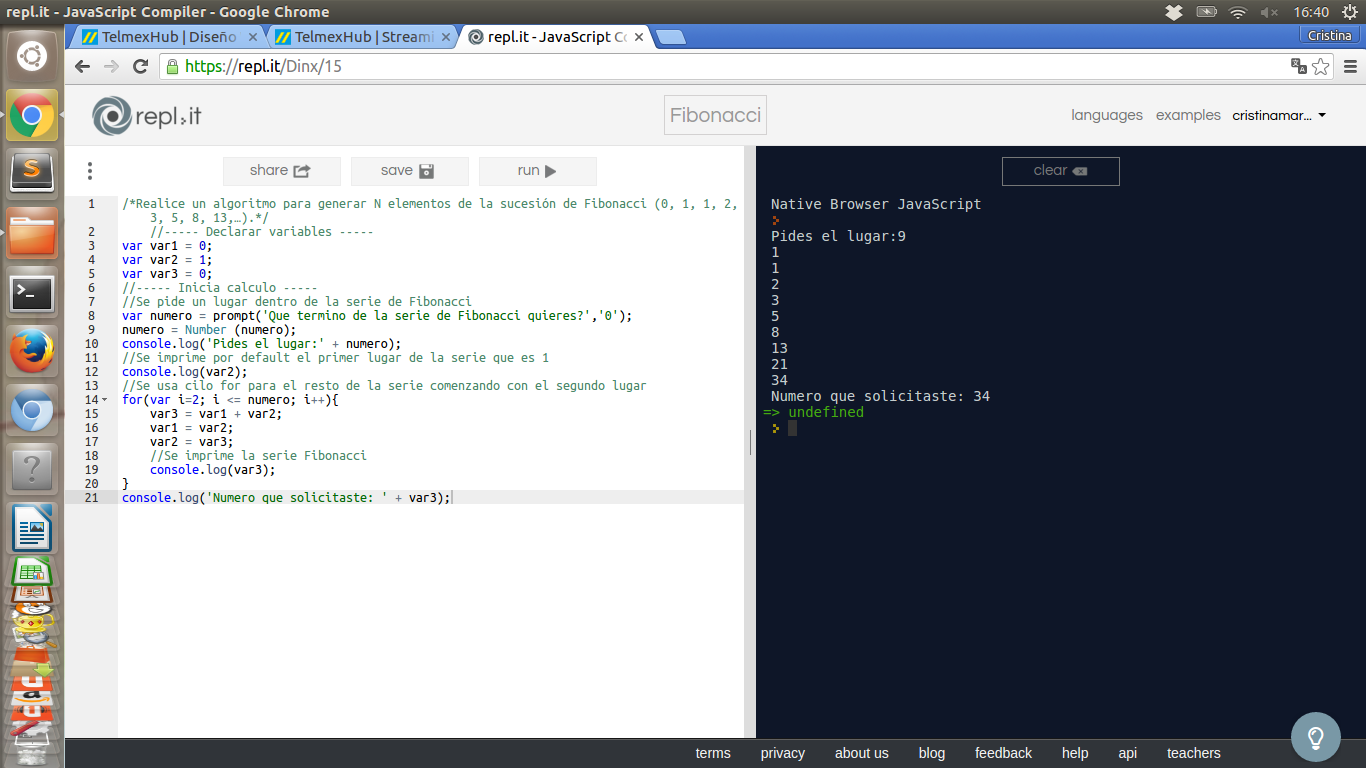 repl.it - JavaScript Compiler - Google Chrome
16:40
TelmexHub | Diseño
TelmexHub | Streami
repl.it - JavaScript Co
Cristina
https://repl.it/Dinx/15
repl.it
Fibonacci
languages
examples
cristinamar...
share
save
run
clear
1 /*Realice un algoritmo para generar N elementos de la sucesión de Fibonacci (0, 1, 1, 2,
3, 5, 8, 13,…).*/
2 //----- Declarar variables -----
3 var var1 = 0;
4 var var2 = 1;
5 var var3 = 0;
6 //----- Inicia calculo -----
7 //Se pide un lugar dentro de la serie de Fibonacci
8 var numero = prompt('Que termino de la serie de Fibonacci quieres?','0');
9 numero = Number (numero);
10 console.log('Pides el lugar:' + numero);
11 //Se imprime por default el primer lugar de la serie que es 1
12 console.log(var2);
13 //Se usa cilo for para el resto de la serie comenzando con el segundo lugar
14 for(var i=2; i <= numero; i++){
15 var3 = var1 + var2;
16 var1 = var2;
17 var2 = var3;
18 //Se imprime la serie Fibonacci
19 console.log(var3);
20 }
21 console.log('Numero que solicitaste: ' + var3);
Native Browser JavaScript
Pides el lugar:9
1
1
2
3
5
8
13
21
34
Numero que solicitaste: 34
=> undefined
terms
privacy
about us
blog
feedback
help
api
teachers